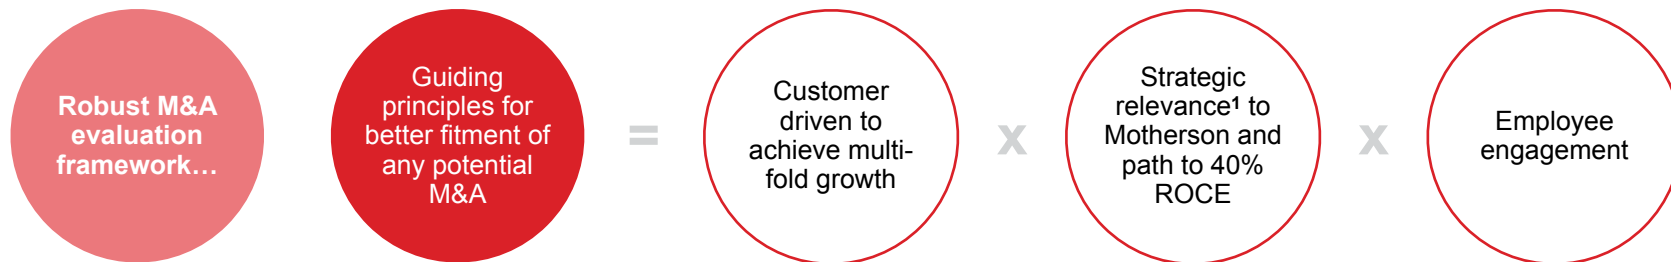 Robust M&A
evaluation
framework…
Guiding
principles for
better fitment of
any potential
M&A
=
Customer
driven to
achieve multi-
fold growth
x
Strategic
relevance¹ to
Motherson and
path to 40%
ROCE
x
Employee
engagement